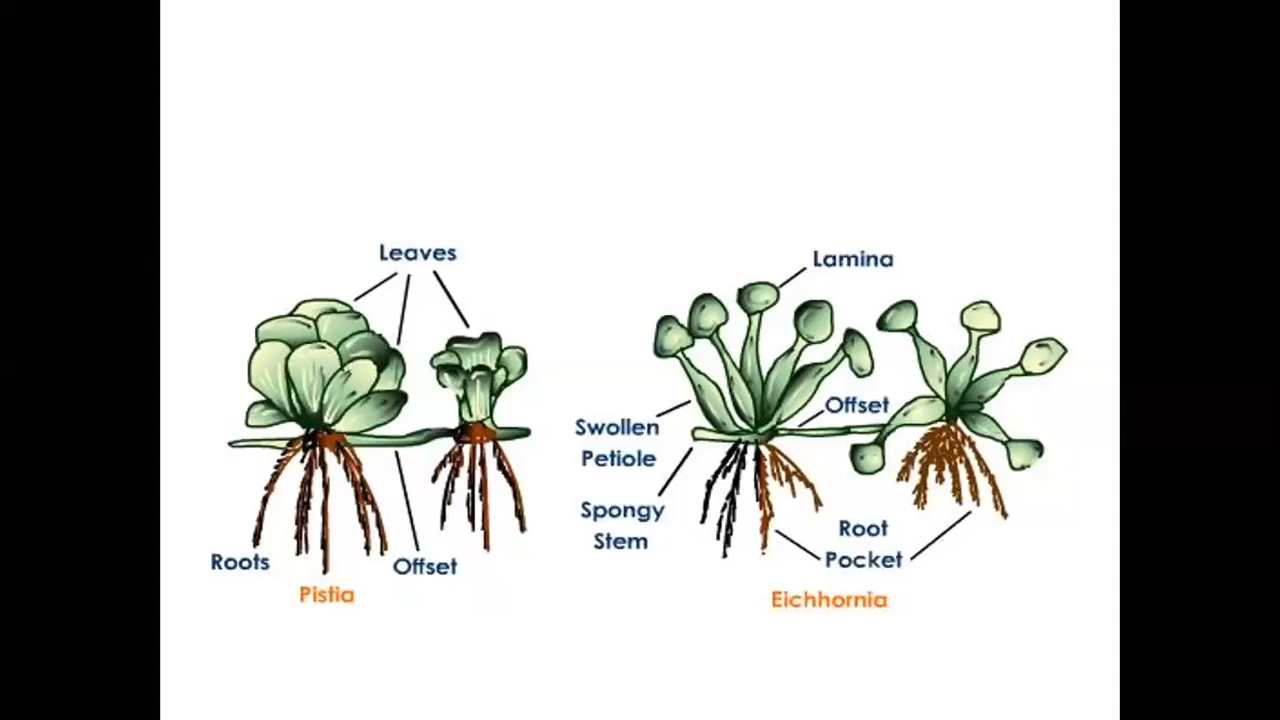 Leaves
Roots
Offset
Pistia
Lamina
Offset
Swollen
Petiole
Spongy
Stem
Root
Pocket
Eichhornia